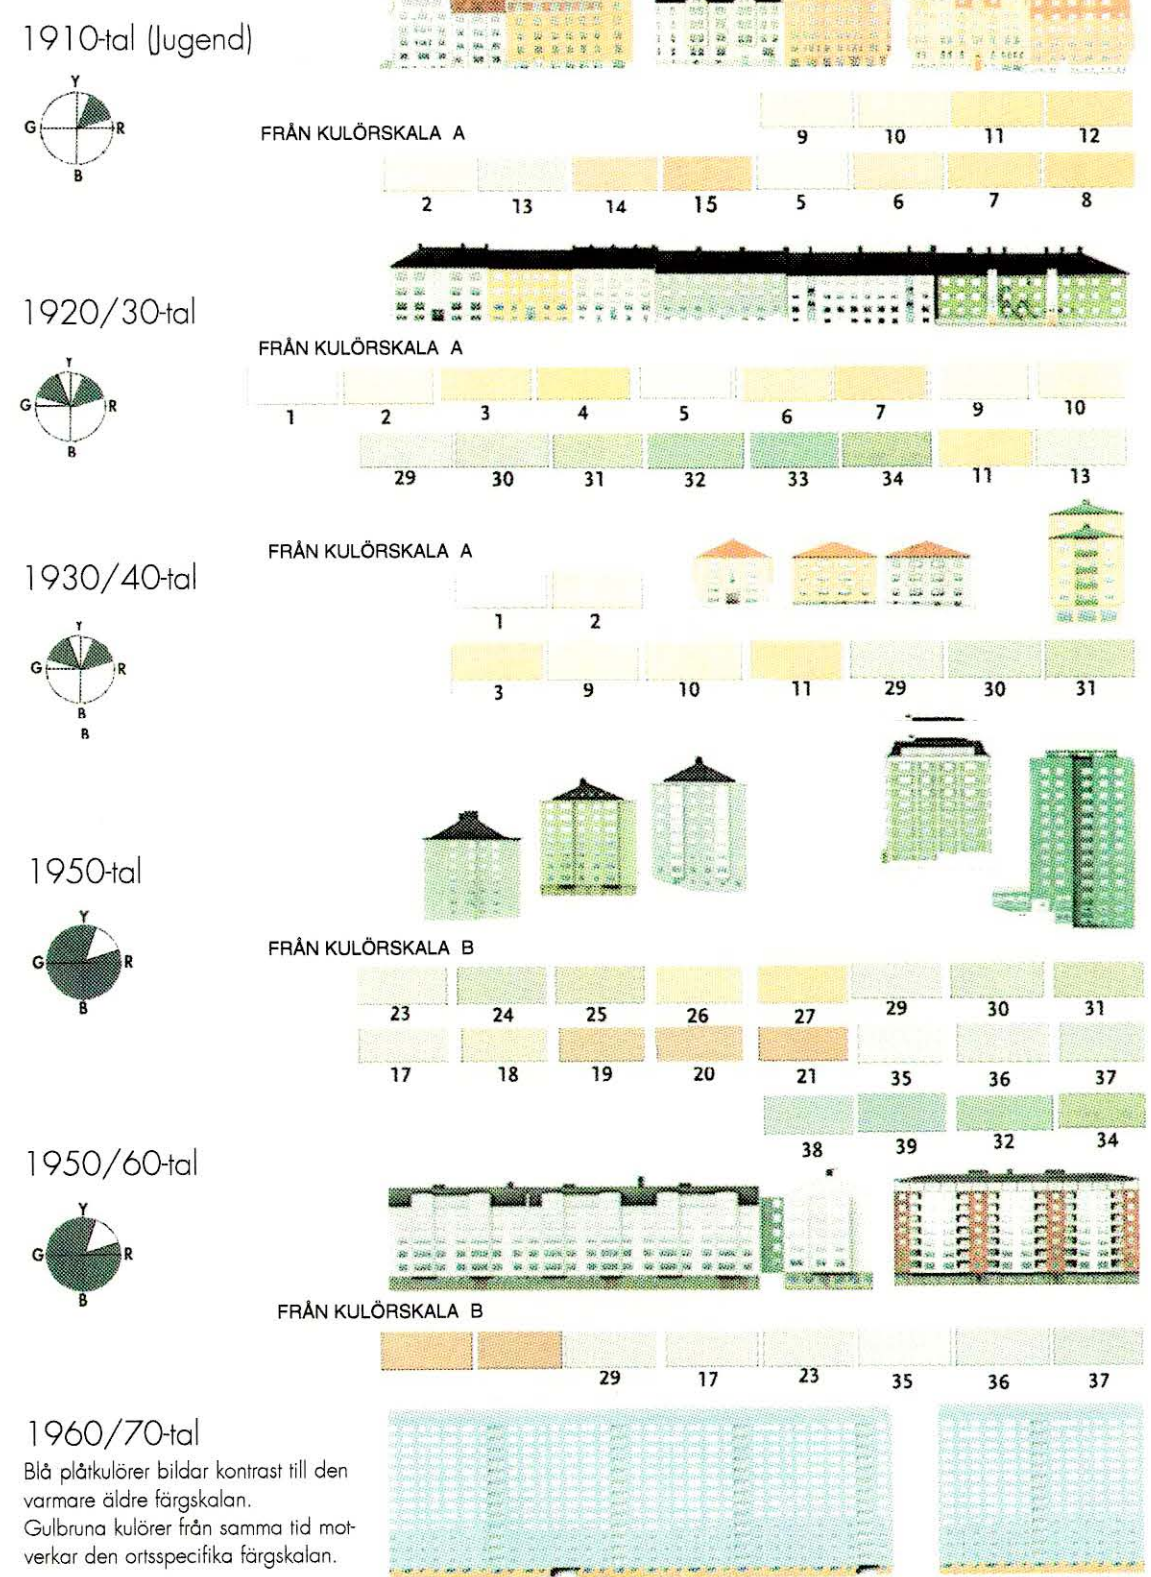 1910-tal (Jugend)
Y
G R
B
FRÅN KULÖRSKALA A
9 10 11 12
2 13 14 15 5 6 7 8
1920/30-tal
Y
G R
B
FRÅN KULÖRSKALA A
1 2 3 4 5 6 7 9 10
29 30 31 32 33 34 11 13
1930/40-tal
Y
G R
B
B
FRÅN KULÖRSKALA A
1 2
3 9 10 11 29 30 31
1950-tal
Y
G R
B
FRÅN KULÖRSKALA B
23 24 25 26 27 29 30 31
17 18 19 20 21 35 36 37
38 39 32 34
1950/60-tal
Y
G R
B
FRÅN KULÖRSKALA B
29 17 23 35 36 37
1960/70-tal
Blå plåtkulörer bildar kontrast till den
varmare äldre färgskalan.
Gulbruna kulörer från samma tid mot-
verkar den ortsspecifika färgskalan.